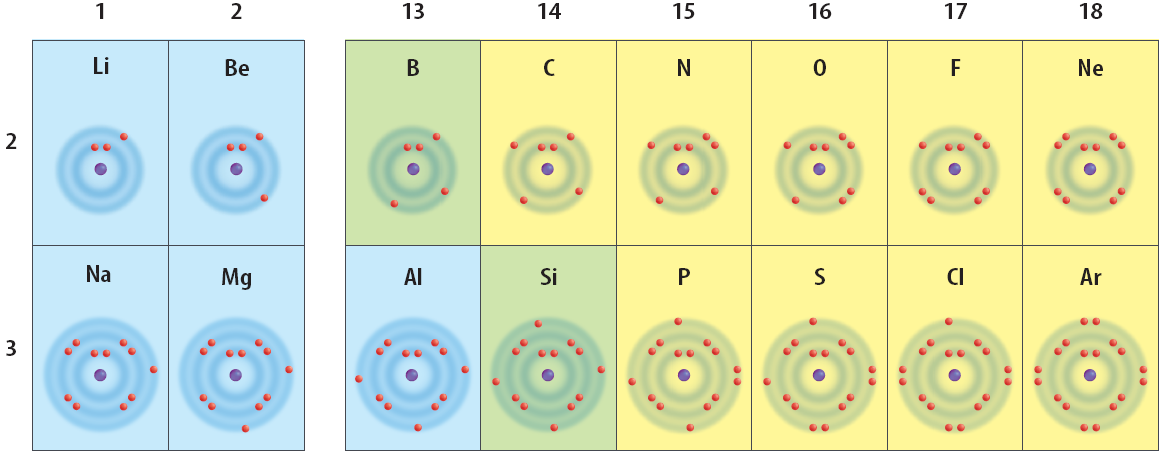 1 2 13 14 15 16 17 18
Li Be B C N O F Ne
2
Na Mg Al Si P S Cl Ar
3